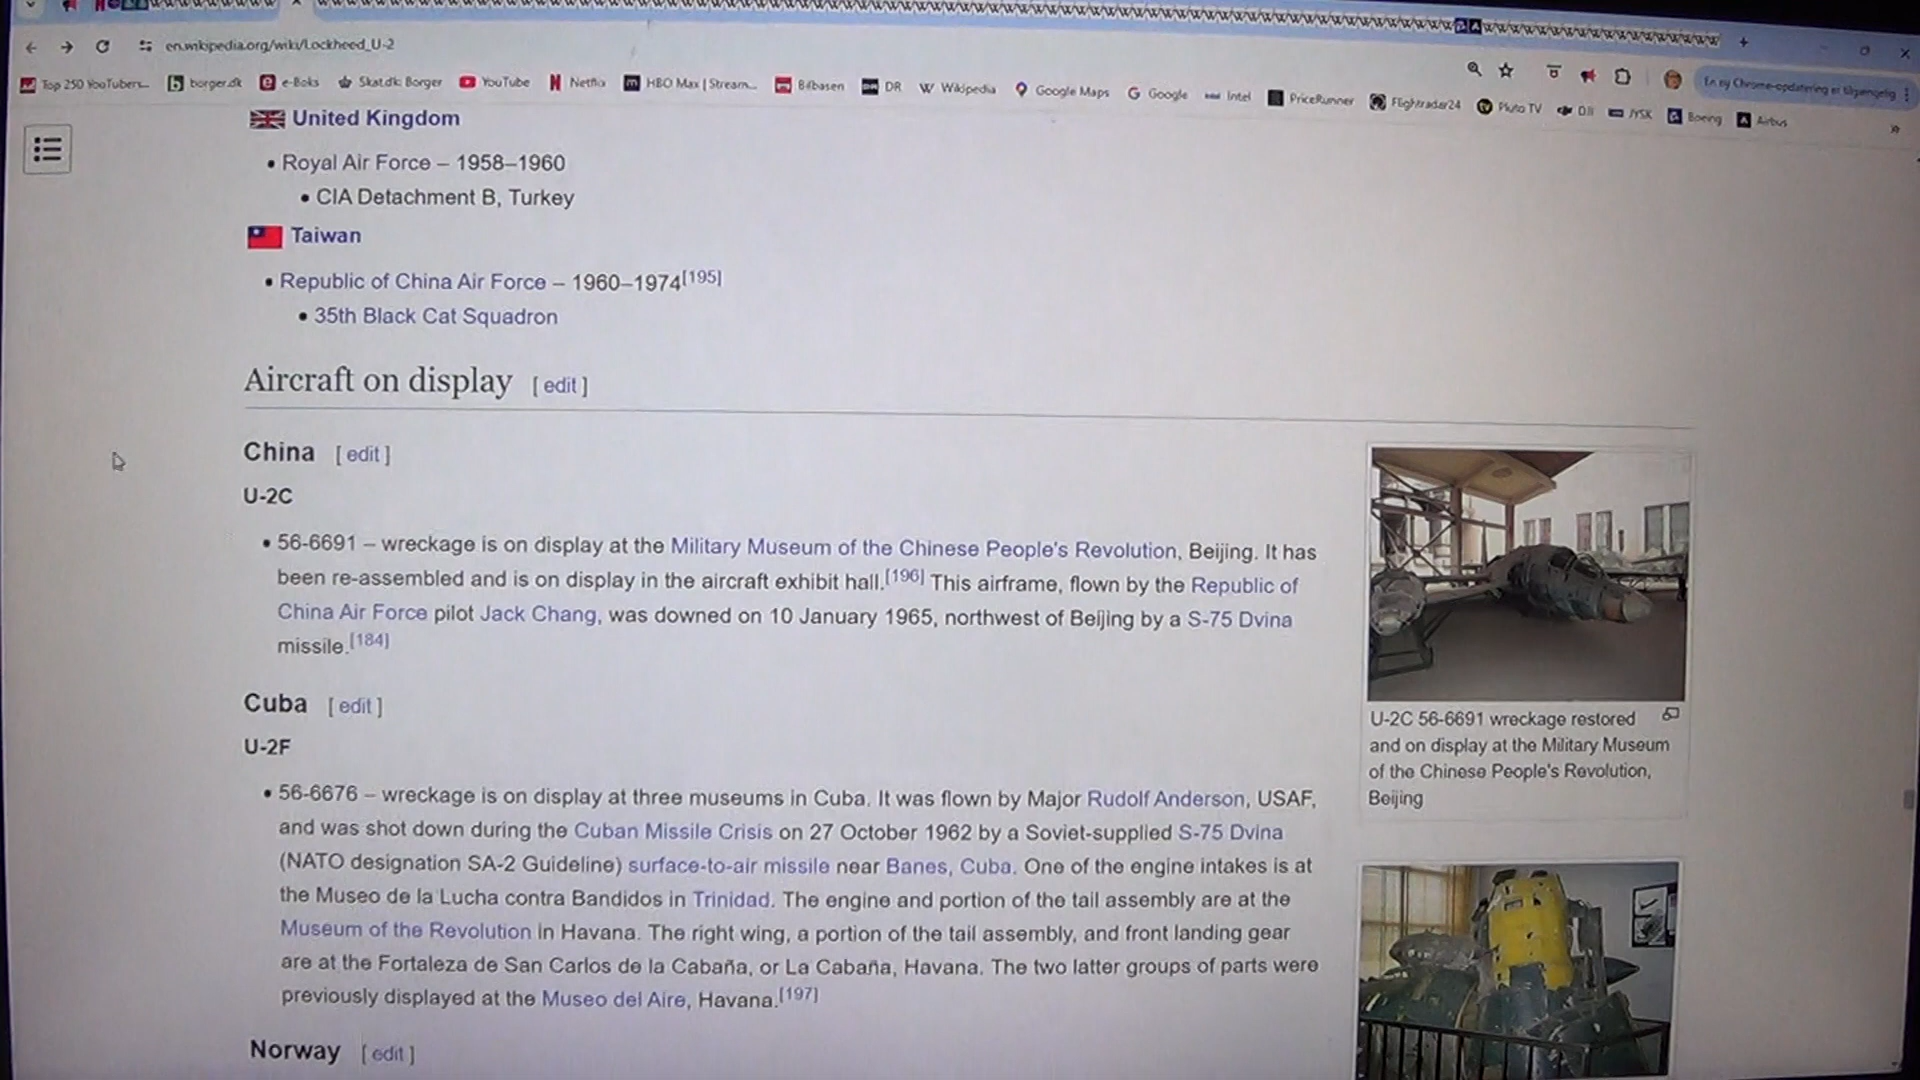 en.wikipedia.org/wiki/Lockheed_U-2
Top 250 YouTubers... borger.dk e-Boks Skat.dk: Borger YouTube Netflix HBO Max | Stream... Bilbasen DR Wikipedia Google Maps Google Intel PriceRunner Flightradar24 Pluto TV DJI JYSK Boeing Airbus
En ny Chrome-opdatering er tilgængelig
United Kingdom
• Royal Air Force – 1958–1960
• CIA Detachment B, Turkey
Taiwan
• Republic of China Air Force – 1960–1974[195]
• 35th Black Cat Squadron
Aircraft on display [ edit ]
China [ edit ]
U-2C
• 56-6691 – wreckage is on display at the Military Museum of the Chinese People's Revolution, Beijing. It has
been re-assembled and is on display in the aircraft exhibit hall.[196] This airframe, flown by the Republic of
China Air Force pilot Jack Chang, was downed on 10 January 1965, northwest of Beijing by a S-75 Dvina
missile.[184]
U-2C 56-6691 wreckage restored
and on display at the Military Museum
of the Chinese People's Revolution,
Beijing
Cuba [ edit ]
U-2F
• 56-6676 – wreckage is on display at three museums in Cuba. It was flown by Major Rudolf Anderson, USAF,
and was shot down during the Cuban Missile Crisis on 27 October 1962 by a Soviet-supplied S-75 Dvina
(NATO designation SA-2 Guideline) surface-to-air missile near Banes, Cuba. One of the engine intakes is at
the Museo de la Lucha contra Bandidos in Trinidad. The engine and portion of the tail assembly are at the
Museum of the Revolution in Havana. The right wing, a portion of the tail assembly, and front landing gear
are at the Fortaleza de San Carlos de la Cabaña, or La Cabaña, Havana. The two latter groups of parts were
previously displayed at the Museo del Aire, Havana.[197]
Norway [ edit ]